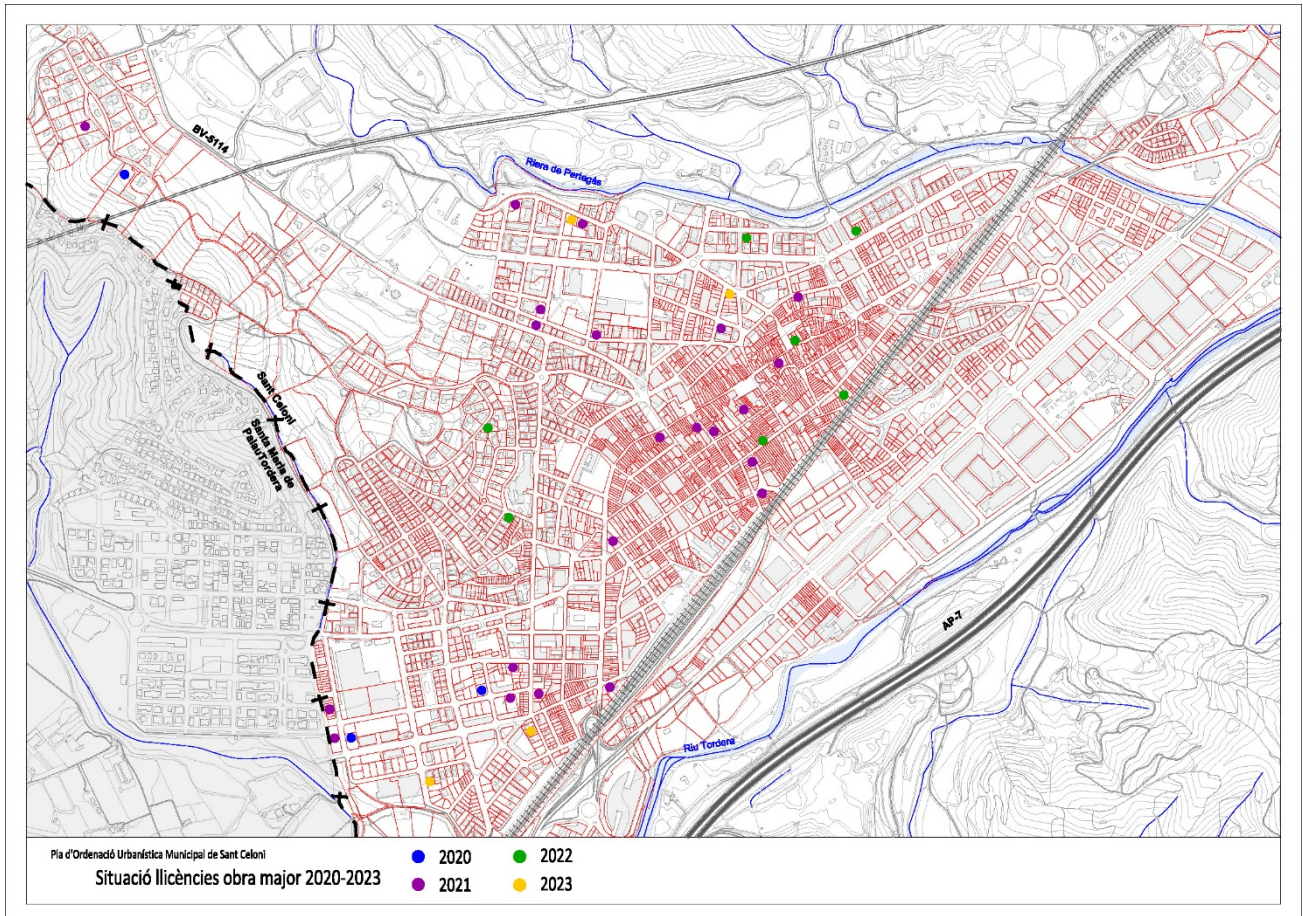 BV-5114
Riera de Pertegàs
Sant Celoni
Santa Maria de
PalauTordera
AP-7
Riu Tordera
Pla d'Ordenació Urbanística Municipal de Sant Celoni
Situació llicències obra major 2020-2023
2020
2022
2021
2023